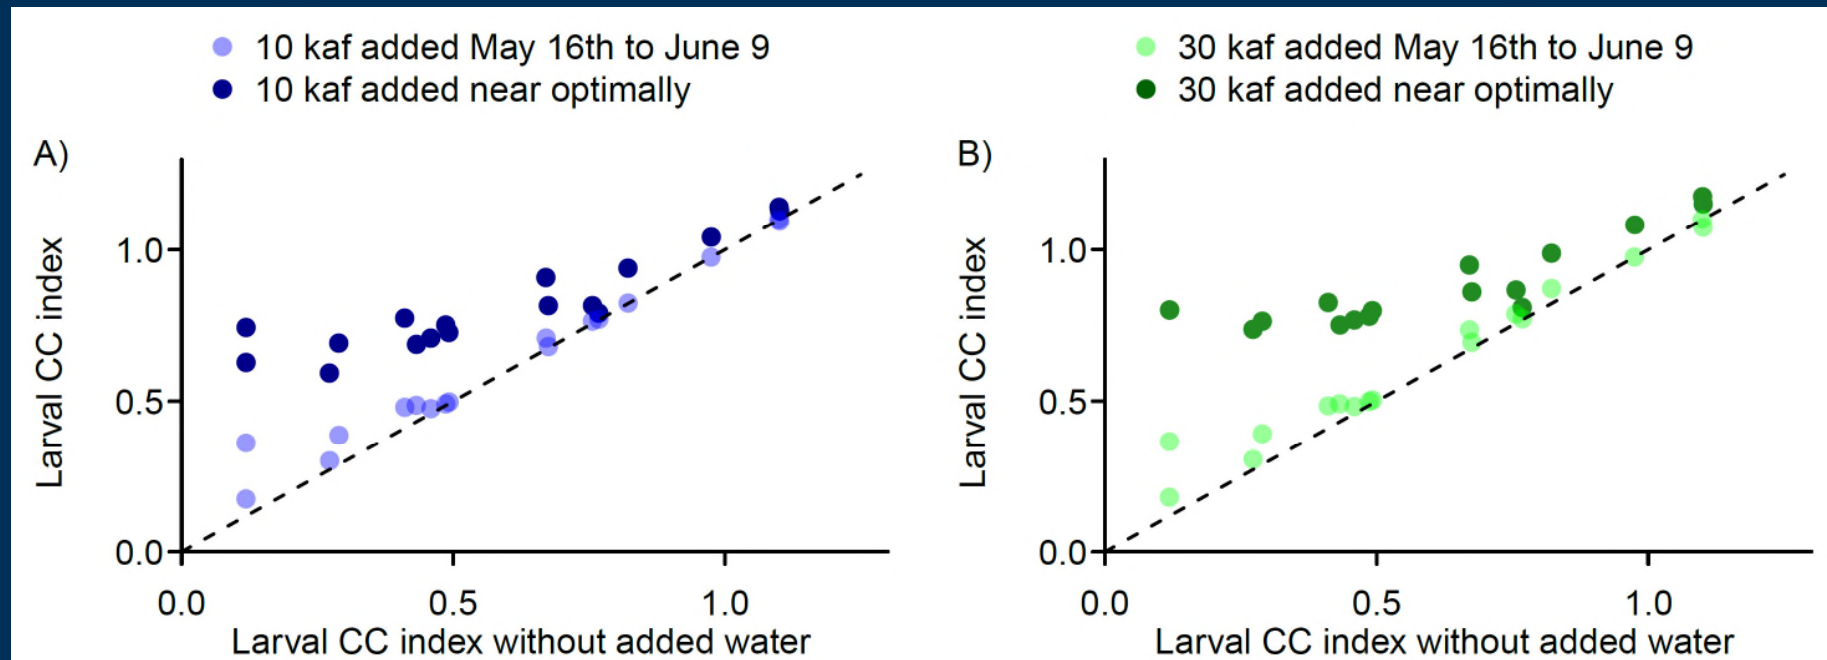 10 kaf added May 16th to June 9
10 kaf added near optimally
A)
Larval CC index
1.0
0.5
0.0
0.0 0.5 1.0
Larval CC index without added water
30 kaf added May 16th to June 9
30 kaf added near optimally
B)
Larval CC index
1.0
0.5
0.0
0.0 0.5 1.0
Larval CC index without added water